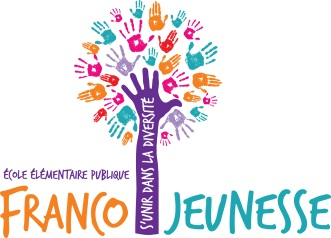 S'UNIR DANS LA DIVERSITÉ
ÉCOLE ÉLÉMENTAIRE PUBLIQUE
FRANCO JEUNESSE